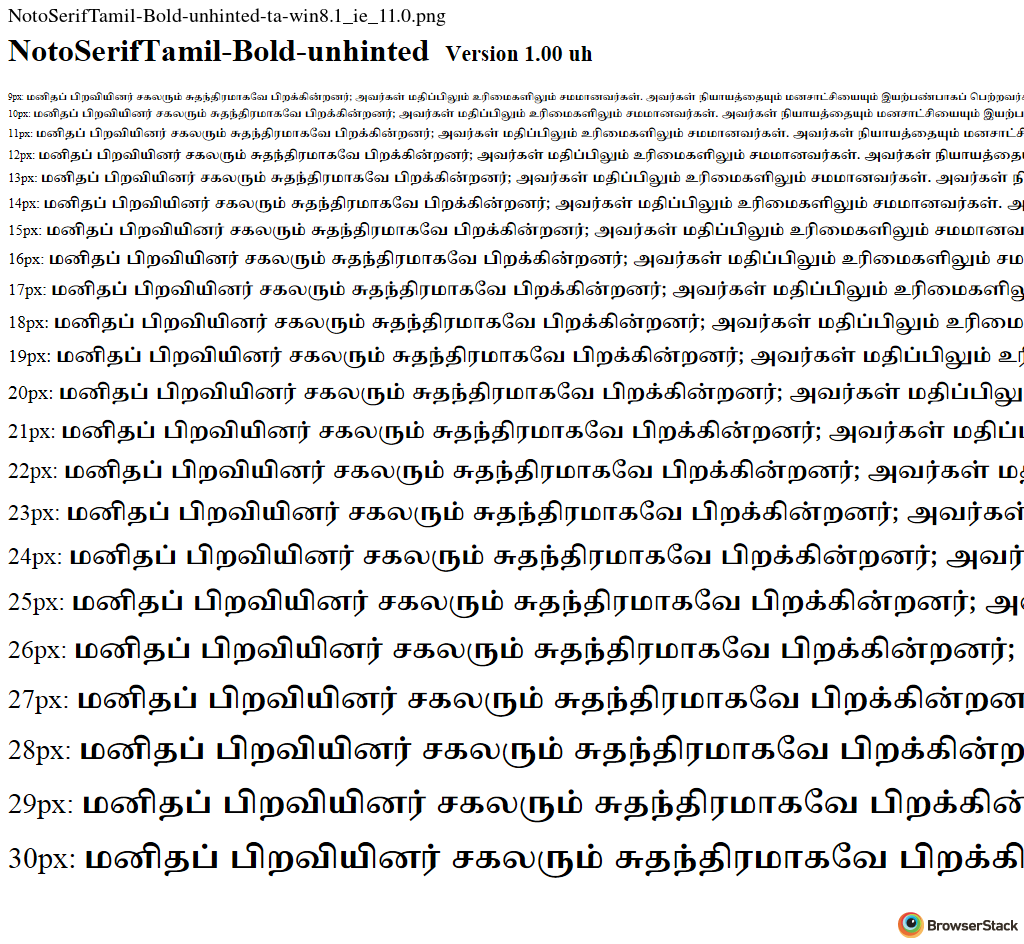 NotoSerifTamil-Bold-unhinted-ta-win8.1_ie_11.0.png
NotoSerifTamil-Bold-unhinted Version 1.00 uh
9px: மனிதப் பிறவியினர் சகலரும் சுதந்திரமாகவே பிறக்கின்றனர்; அவர்கள் மதிப்பிலும் உரிமைகளிலும் சமமானவர்கள். அவர்கள் நியாயத்தையும் மனசாட்சியையும் இயற்பண்பாகப் பெற்றவர்க
10px: மனிதப் பிறவியினர் சகலரும் சுதந்திரமாகவே பிறக்கின்றனர்; அவர்கள் மதிப்பிலும் உரிமைகளிலும் சமமானவர்கள். அவர்கள் நியாயத்தையும் மனசாட்சியையும் இயற்ப
11px: மனிதப் பிறவியினர் சகலரும் சுதந்திரமாகவே பிறக்கின்றனர்; அவர்கள் மதிப்பிலும் உரிமைகளிலும் சமமானவர்கள். அவர்கள் நியாயத்தையும் மனசாட்சி
12px: மனிதப் பிறவியினர் சகலரும் சுதந்திரமாகவே பிறக்கின்றனர்; அவர்கள் மதிப்பிலும் உரிமைகளிலும் சமமானவர்கள். அவர்கள் நியாயத்தைய
13px: மனிதப் பிறவியினர் சகலரும் சுதந்திரமாகவே பிறக்கின்றனர்; அவர்கள் மதிப்பிலும் உரிமைகளிலும் சமமானவர்கள். அவர்கள் நி
14px: மனிதப் பிறவியினர் சகலரும் சுதந்திரமாகவே பிறக்கின்றனர்; அவர்கள் மதிப்பிலும் உரிமைகளிலும் சமமானவர்கள். அ
15px: மனிதப் பிறவியினர் சகலரும் சுதந்திரமாகவே பிறக்கின்றனர்; அவர்கள் மதிப்பிலும் உரிமைகளிலும் சமமானவ
16px: மனிதப் பிறவியினர் சகலரும் சுதந்திரமாகவே பிறக்கின்றனர்; அவர்கள் மதிப்பிலும் உரிமைகளிலும் சம
17px: மனிதப் பிறவியினர் சகலரும் சுதந்திரமாகவே பிறக்கின்றனர்; அவர்கள் மதிப்பிலும் உரிமைகளிலு
18px: மனிதப் பிறவியினர் சகலரும் சுதந்திரமாகவே பிறக்கின்றனர்; அவர்கள் மதிப்பிலும் உரிமை
19px: மனிதப் பிறவியினர் சகலரும் சுதந்திரமாகவே பிறக்கின்றனர்; அவர்கள் மதிப்பிலும் உரி
20px: மனிதப் பிறவியினர் சகலரும் சுதந்திரமாகவே பிறக்கின்றனர்; அவர்கள் மதிப்பிலு
21px: மனிதப் பிறவியினர் சகலரும் சுதந்திரமாகவே பிறக்கின்றனர்; அவர்கள் மதிப்ப
22px: மனிதப் பிறவியினர் சகலரும் சுதந்திரமாகவே பிறக்கின்றனர்; அவர்கள் மதி
23px: மனிதப் பிறவியினர் சகலரும் சுதந்திரமாகவே பிறக்கின்றனர்; அவர்கள்
24px: மனிதப் பிறவியினர் சகலரும் சுதந்திரமாகவே பிறக்கின்றனர்; அவர்
25px: மனிதப் பிறவியினர் சகலரும் சுதந்திரமாகவே பிறக்கின்றனர்; அவ
26px: மனிதப் பிறவியினர் சகலரும் சுதந்திரமாகவே பிறக்கின்றனர்;
27px: மனிதப் பிறவியினர் சகலரும் சுதந்திரமாகவே பிறக்கின்றன
28px: மனிதப் பிறவியினர் சகலரும் சுதந்திரமாகவே பிறக்கின்ற
29px: மனிதப் பிறவியினர் சகலரும் சுதந்திரமாகவே பிறக்கின்
30px: மனிதப் பிறவியினர் சகலரும் சுதந்திரமாகவே பிறக்கி
BrowserStack